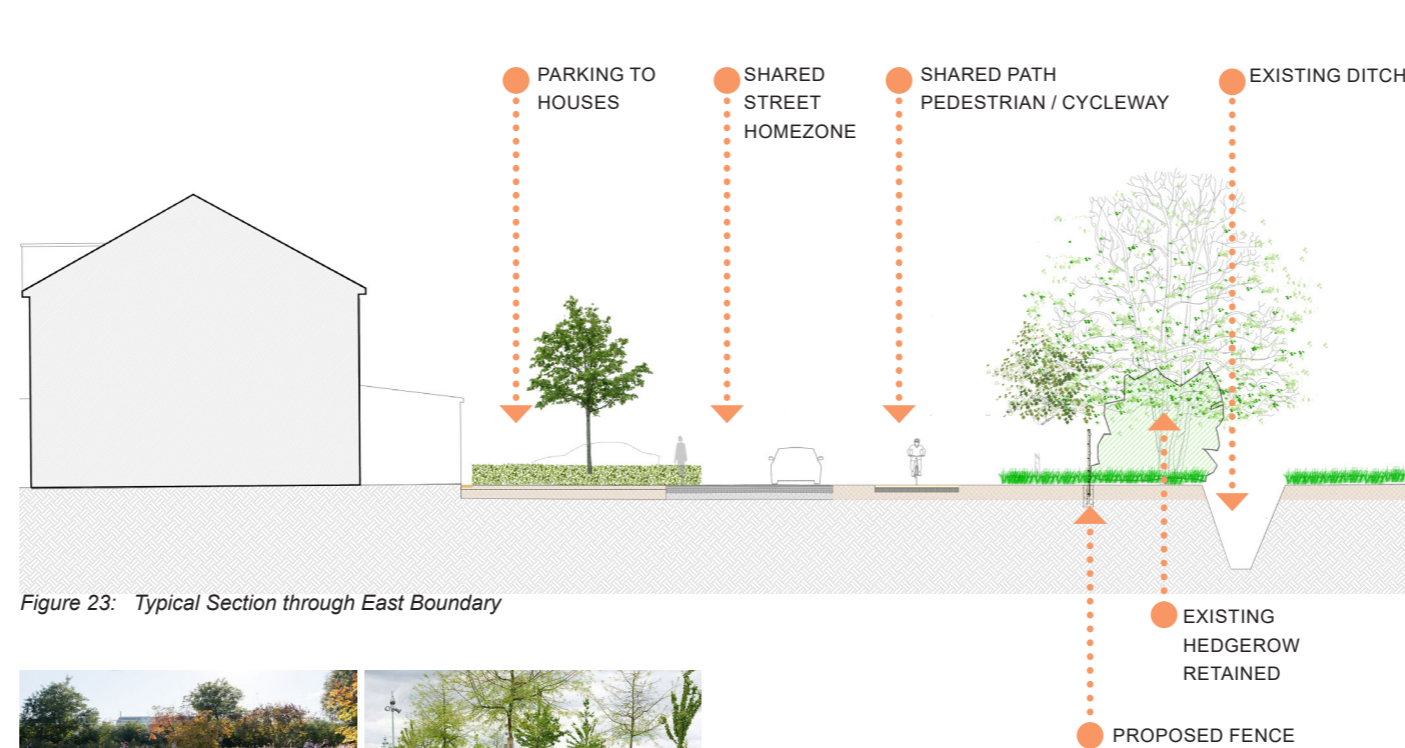 PARKING TO
HOUSES
SHARED
STREET
HOMEZONE
SHARED PATH
PEDESTRIAN / CYCLEWAY
EXISTING DITCH
Figure 23: Typical Section through East Boundary
EXISTING
HEDGEROW
RETAINED
PROPOSED FENCE